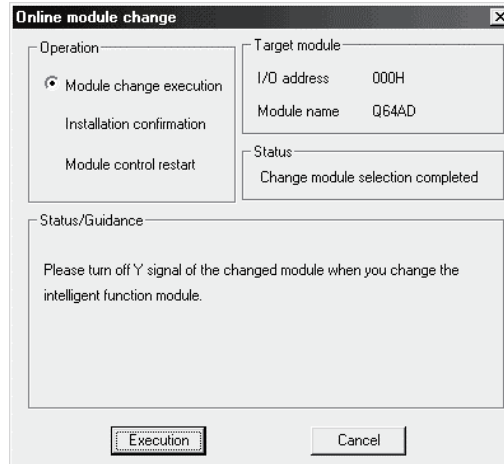 Online module change
Operation
Module change execution
Installation confirmation
Module control restart
Target module
I/O address 000H
Module name Q64AD
Status
Change module selection completed
Status/Guidance
Please turn off Y signal of the changed module when you change the
intelligent function module.
Execution Cancel